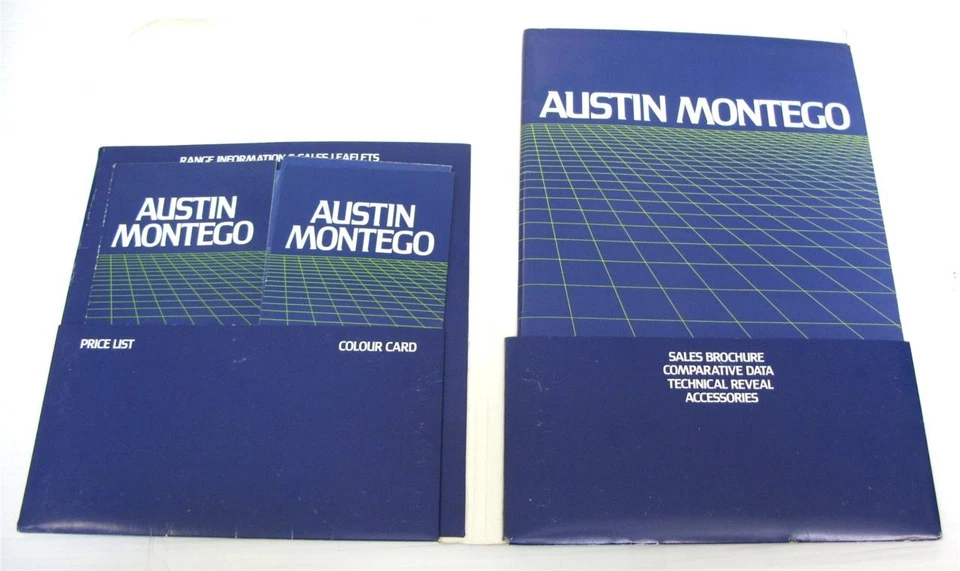 RANGE INFORMATION & SALES LEAFLETS
AUSTIN
MONTEGO
AUSTIN
MONTEGO
PRICE LIST
COLOUR CARD
AUSTIN MONTEGO
SALES BROCHURE
COMPARATIVE DATA
TECHNICAL REVEAL
ACCESSORIES